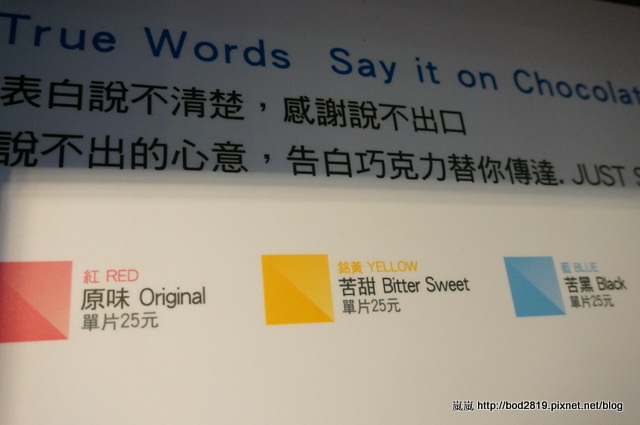 True Words Say it on Chocolat
表白說不清楚，感謝說不出口
說不出的心意，告白巧克力替你傳達. JUST S
紅 RED
原味 Original
單片25元
鉻黃 YELLOW
苦甜 Bitter Sweet
單片25元
藍 BLUE
苦黑 Black
單片25元
嵐嵐 http://bod2819.pixnet.net/blog